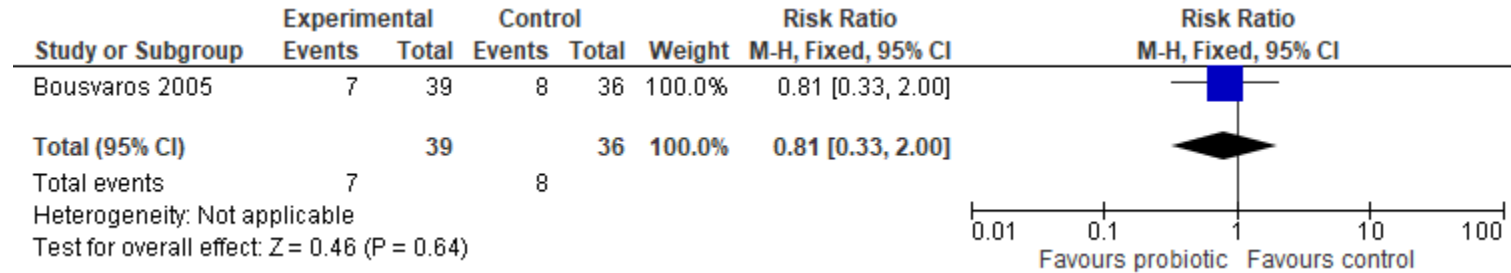 Experimental Control Risk Ratio Risk Ratio
Study or Subgroup Events Total Events Total Weight M-H, Fixed, 95% CI M-H, Fixed, 95% CI
Bousvaros 2005 7 39 8 36 100.0% 0.81 [0.33, 2.00]
Total (95% CI) 39 36 100.0% 0.81 [0.33, 2.00]
Total events 7 8
Heterogeneity: Not applicable
Test for overall effect: Z = 0.46 (P = 0.64)
0.01 0.1 1 10 100
Favours probiotic Favours control